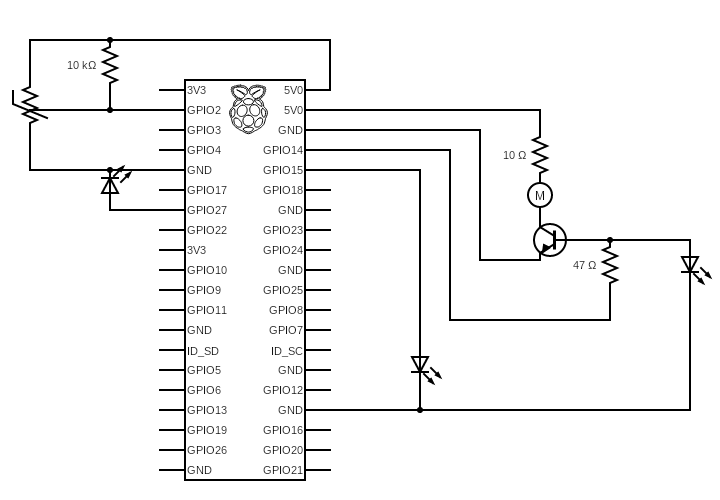 10 kΩ
3V3 5V0
GPIO2 5V0
GPIO3 GND
GPIO4 GPIO14
GND GPIO15
GPIO17 GPIO18
GPIO27 GND
GPIO22 GPIO23
3V3 GPIO24
GPIO10 GND
GPIO9 GPIO25
GPIO11 GPIO8
GND GPIO7
ID_SD ID_SC
GPIO5 GND
GPIO6 GPIO12
GPIO13 GND
GPIO19 GPIO16
GPIO26 GPIO20
GND GPIO21
10 Ω
M
47 Ω